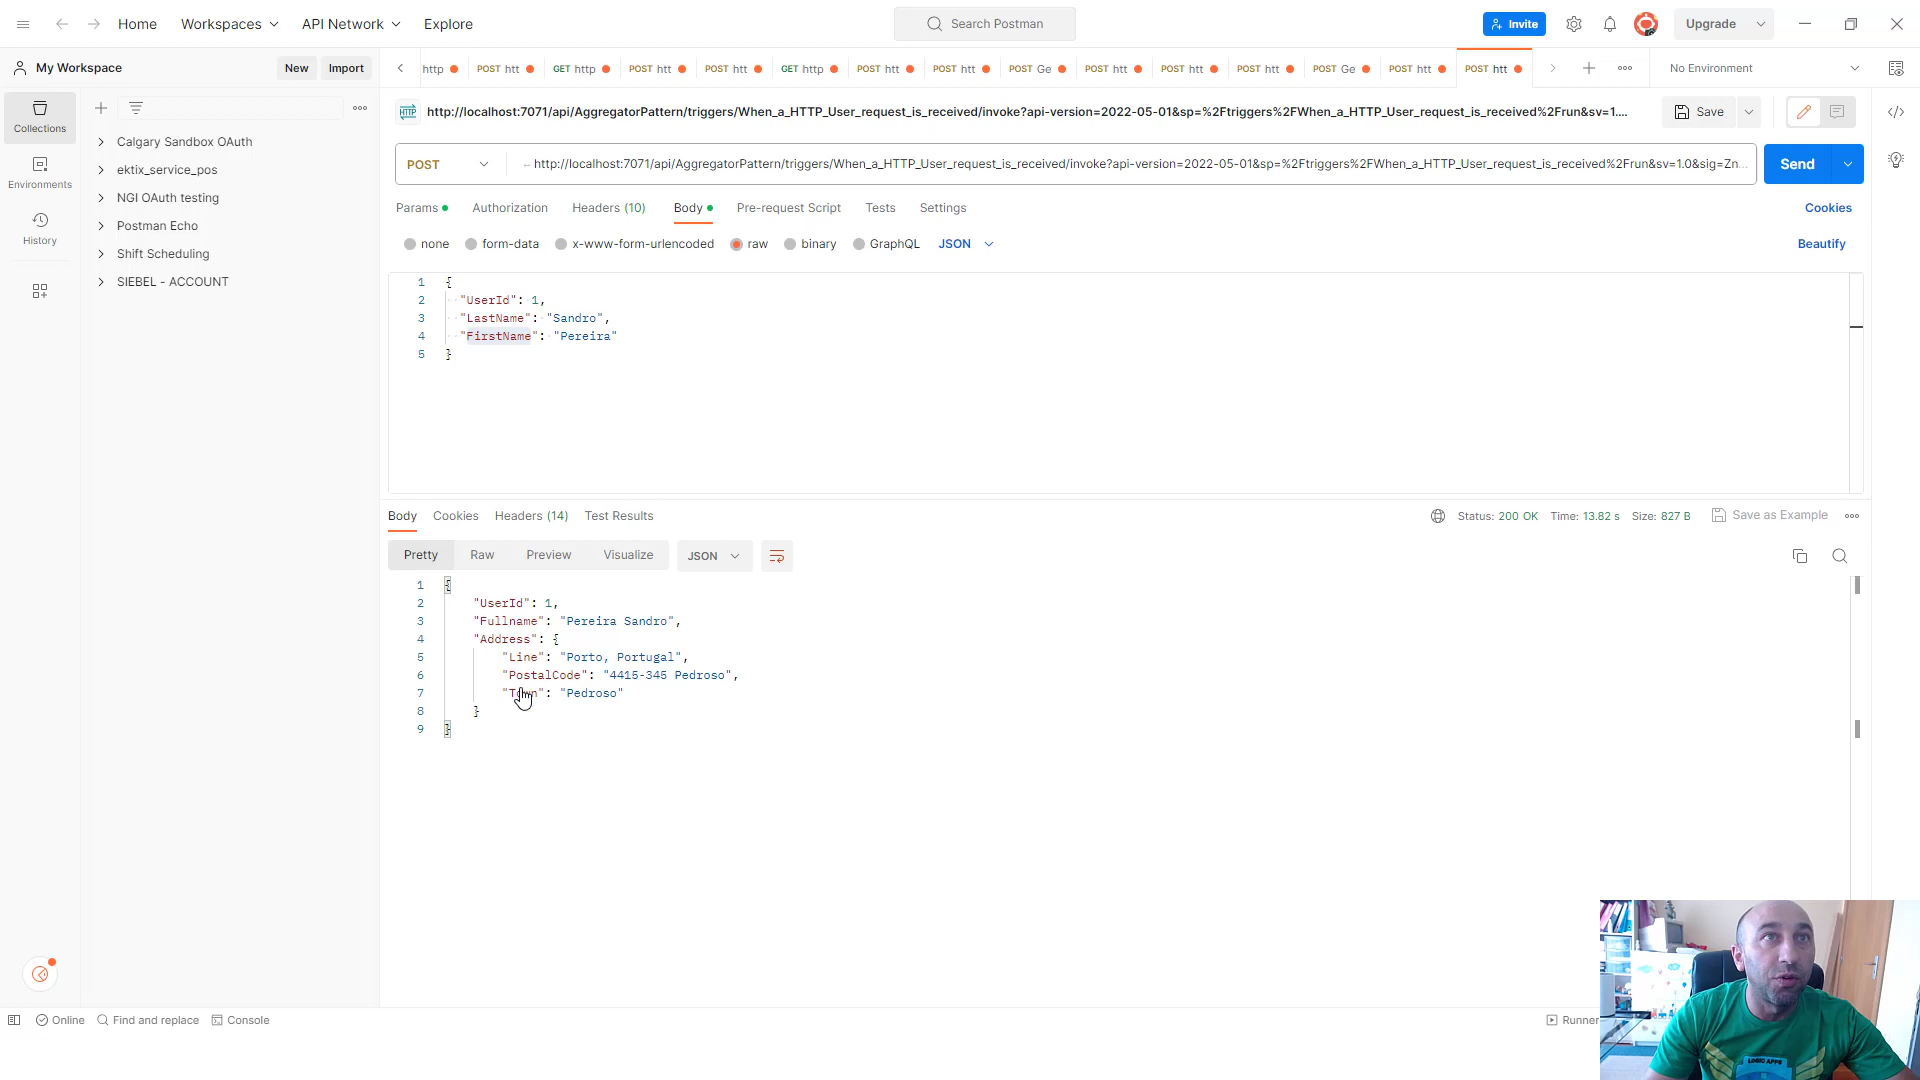 Home Workspaces API Network Explore Search Postman Invite Upgrade
My Workspace New Import http POST htt GET http POST htt POST htt GET http POST htt POST htt POST Ge POST htt POST htt POST htt POST Ge POST htt POST htt No Environment
Collections
Environments
History
Calgary Sandbox OAuth
ektix_service_pos
NGI OAuth testing
Postman Echo
Shift Scheduling
SIEBEL - ACCOUNT
HTTP http://localhost:7071/api/AggregatorPattern/triggers/When_a_HTTP_User_request_is_received/invoke?api-version=2022-05-01&sp=%2Ftriggers%2FWhen_a_HTTP_User_request_is_received%2Frun&sv=1.... Save
POST http://localhost:7071/api/AggregatorPattern/triggers/When_a_HTTP_User_request_is_received/invoke?api-version=2022-05-01&sp=%2Ftriggers%2FWhen_a_HTTP_User_request_is_received%2Frun&sv=1.0&sig=Zn... Send
Params Authorization Headers (10) Body Pre-request Script Tests Settings Cookies
none form-data x-www-form-urlencoded raw binary GraphQL JSON Beautify
1 {
2 "UserId": 1,
3 "LastName": "Sandro",
4 "FirstName": "Pereira"
5 }
Body Cookies Headers (14) Test Results Status: 200 OK Time: 13.82 s Size: 827 B Save as Example
Pretty Raw Preview Visualize JSON
1 {
2 "UserId": 1,
3 "Fullname": "Pereira Sandro",
4 "Address": {
5 "Line": "Porto, Portugal",
6 "PostalCode": "4415-345 Pedroso",
7 "Town": "Pedroso"
8 }
9 }
Online Find and replace Console Runner
LOGIC APPS